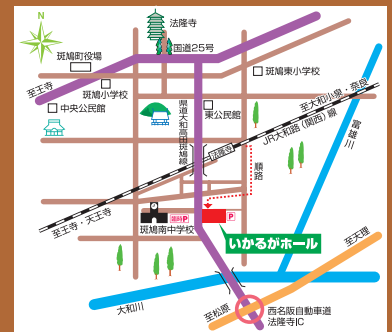 N
法隆寺
国道25号
斑鳩町役場
斑鳩東小学校
至王寺
斑鳩小学校
中央公民館
県道大和高田斑鳩線
東公民館
至大和小泉・奈良
JR大和路(関西)線
富雄川
法隆寺
順路
至王寺・天王寺
臨時P
P
斑鳩南中学校
いかるがホール
至天理
大和川
至松原
西名阪自動車道
法隆寺IC